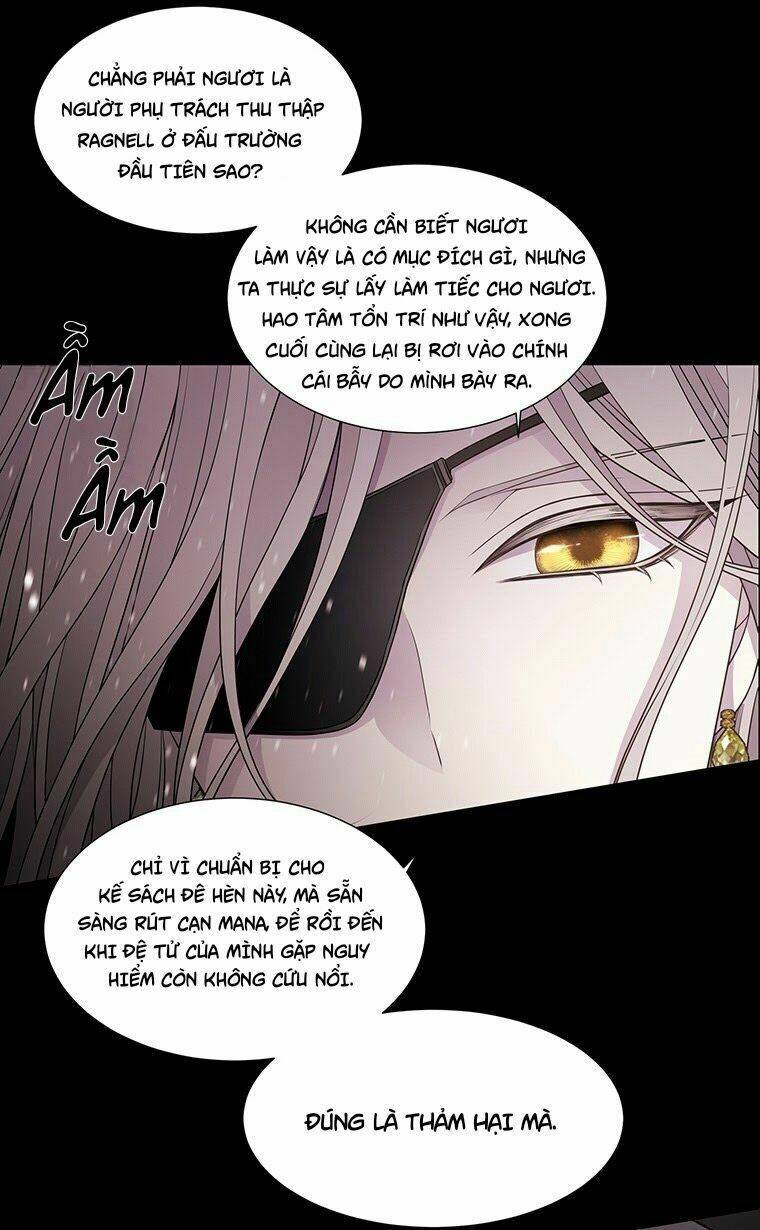 CHẲNG PHẢI NGƯƠI LÀ
NGƯỜI PHỤ TRÁCH THU THẬP
RAGNELL Ở ĐẤU TRƯỜNG
ĐẦU TIÊN SAO?
KHÔNG CẦN BIẾT NGƯƠI
LÀM VẬY LÀ CÓ MỤC ĐÍCH GÌ, NHƯNG
TA THỰC SỰ LẤY LÀM TIẾC CHO NGƯƠI.
HAO TÂM TỔN TRÍ NHƯ VẬY, XONG
CUỐI CÙNG LẠI BỊ RƠI VÀO CHÍNH
CÁI BẪY DO MÌNH BÀY RA.
ẦM
ẦM
CHỈ VÌ CHUẨN BỊ CHO
KẾ SÁCH ĐÊ HÈN NÀY, MÀ SẴN
SÀNG RÚT CẠN MANA, ĐỂ RỒI ĐẾN
KHI ĐỆ TỬ CỦA MÌNH GẶP NGUY
HIỂM CÒN KHÔNG CỨU NỔI.
ĐÚNG LÀ THẢM HẠI MÀ.